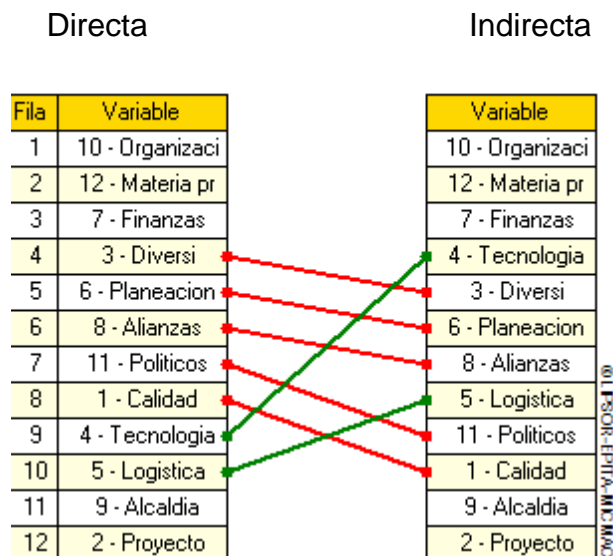 Directa Indirecta
Fila Variable Variable
1 10 - Organizaci 10 - Organizaci
2 12 - Materia pr 12 - Materia pr
3 7 - Finanzas 7 - Finanzas
4 3 - Diversi 4 - Tecnologia
5 6 - Planeacion 3 - Diversi
6 8 - Alianzas 6 - Planeacion
7 11 - Politicos 8 - Alianzas
8 1 - Calidad 5 - Logistica
9 4 - Tecnologia 11 - Politicos
10 5 - Logistica 1 - Calidad
11 9 - Alcaldia 9 - Alcaldia
12 2 - Proyecto 2 - Proyecto
© LIPSOR-EPITA-MICMAC